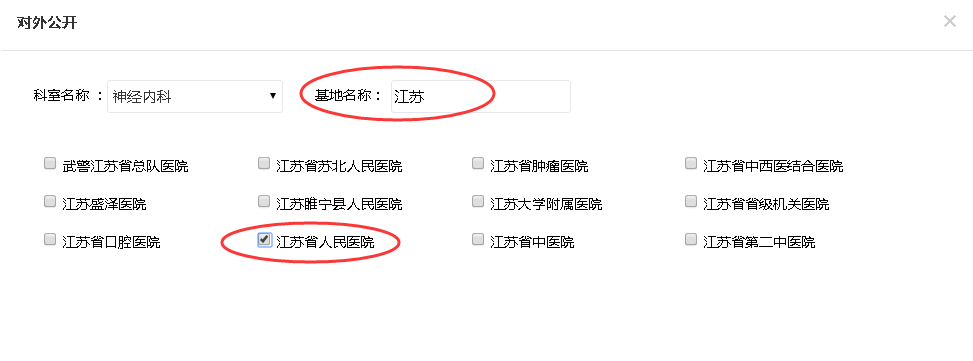 对外公开
科室名称 : 神经内科 基地名称: 江苏
武警江苏省总队医院 江苏省苏北人民医院 江苏省肿瘤医院 江苏省中西医结合医院
江苏盛泽医院 江苏睢宁县人民医院 江苏大学附属医院 江苏省省级机关医院
江苏省口腔医院 江苏省人民医院 江苏省中医院 江苏省第二中医院